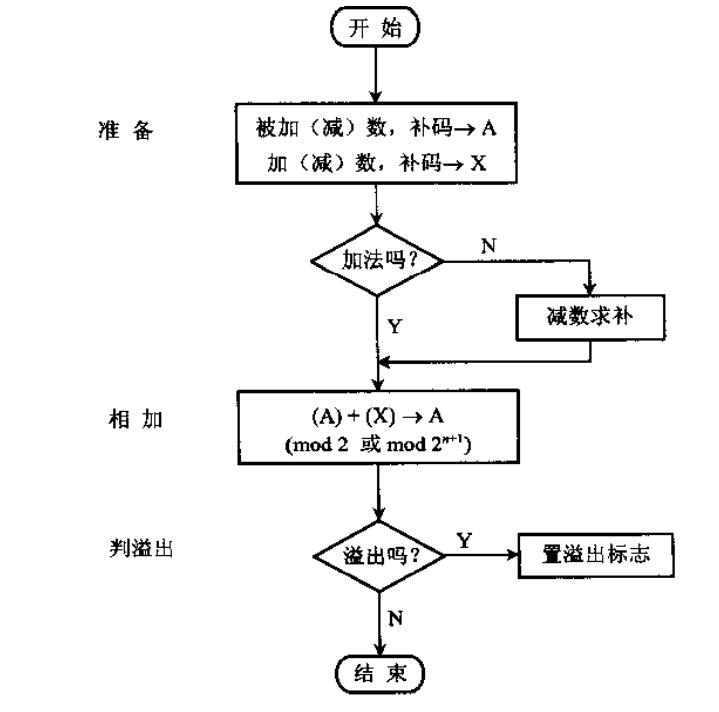 开 始
准 备
被加（减）数，补码→ A
加（减）数，补码→ X
加法吗？
N
减数求补
Y
相 加
(A) + (X) → A
(mod 2 或 mod 2ⁿ⁺¹)
判溢出
溢出吗？
Y
置溢出标志
N
结 束